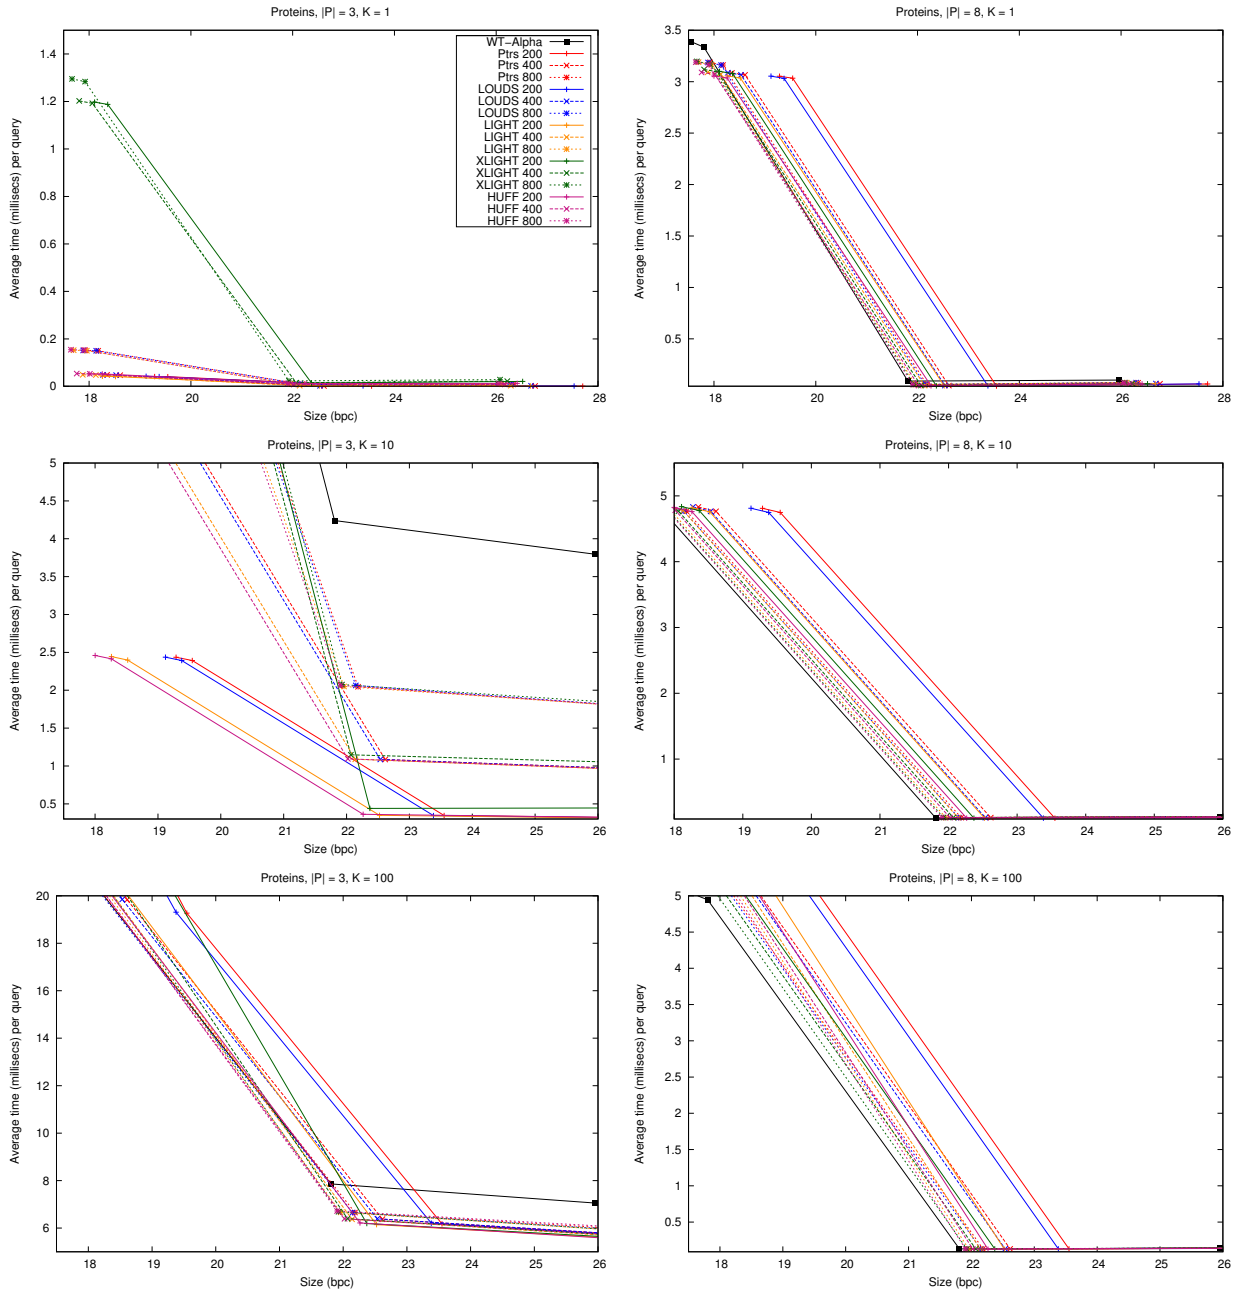 Proteins, |P| = 3, K = 1
Average time (millisecs) per query
1.4
1.2
1
0.8
0.6
0.4
0.2
0
18
20
22
24
26
28
Size (bpc)
WT-Alpha
Ptrs 200
Ptrs 400
Ptrs 800
LOUDS 200
LOUDS 400
LOUDS 800
LIGHT 200
LIGHT 400
LIGHT 800
XLIGHT 200
XLIGHT 400
XLIGHT 800
HUFF 200
HUFF 400
HUFF 800
Proteins, |P| = 8, K = 1
Average time (millisecs) per query
3.5
3
2.5
2
1.5
1
0.5
18
20
22
24
26
28
Size (bpc)
Proteins, |P| = 3, K = 10
Average time (millisecs) per query
5
4.5
4
3.5
3
2.5
2
1.5
1
0.5
18
19
20
21
22
23
24
25
26
Size (bpc)
Proteins, |P| = 8, K = 10
Average time (millisecs) per query
5
4
3
2
1
18
19
20
21
22
23
24
25
26
Size (bpc)
Proteins, |P| = 3, K = 100
Average time (millisecs) per query
20
18
16
14
12
10
8
6
18
19
20
21
22
23
24
25
26
Size (bpc)
Proteins, |P| = 8, K = 100
Average time (millisecs) per query
5
4.5
4
3.5
3
2.5
2
1.5
1
0.5
18
19
20
21
22
23
24
25
26
Size (bpc)